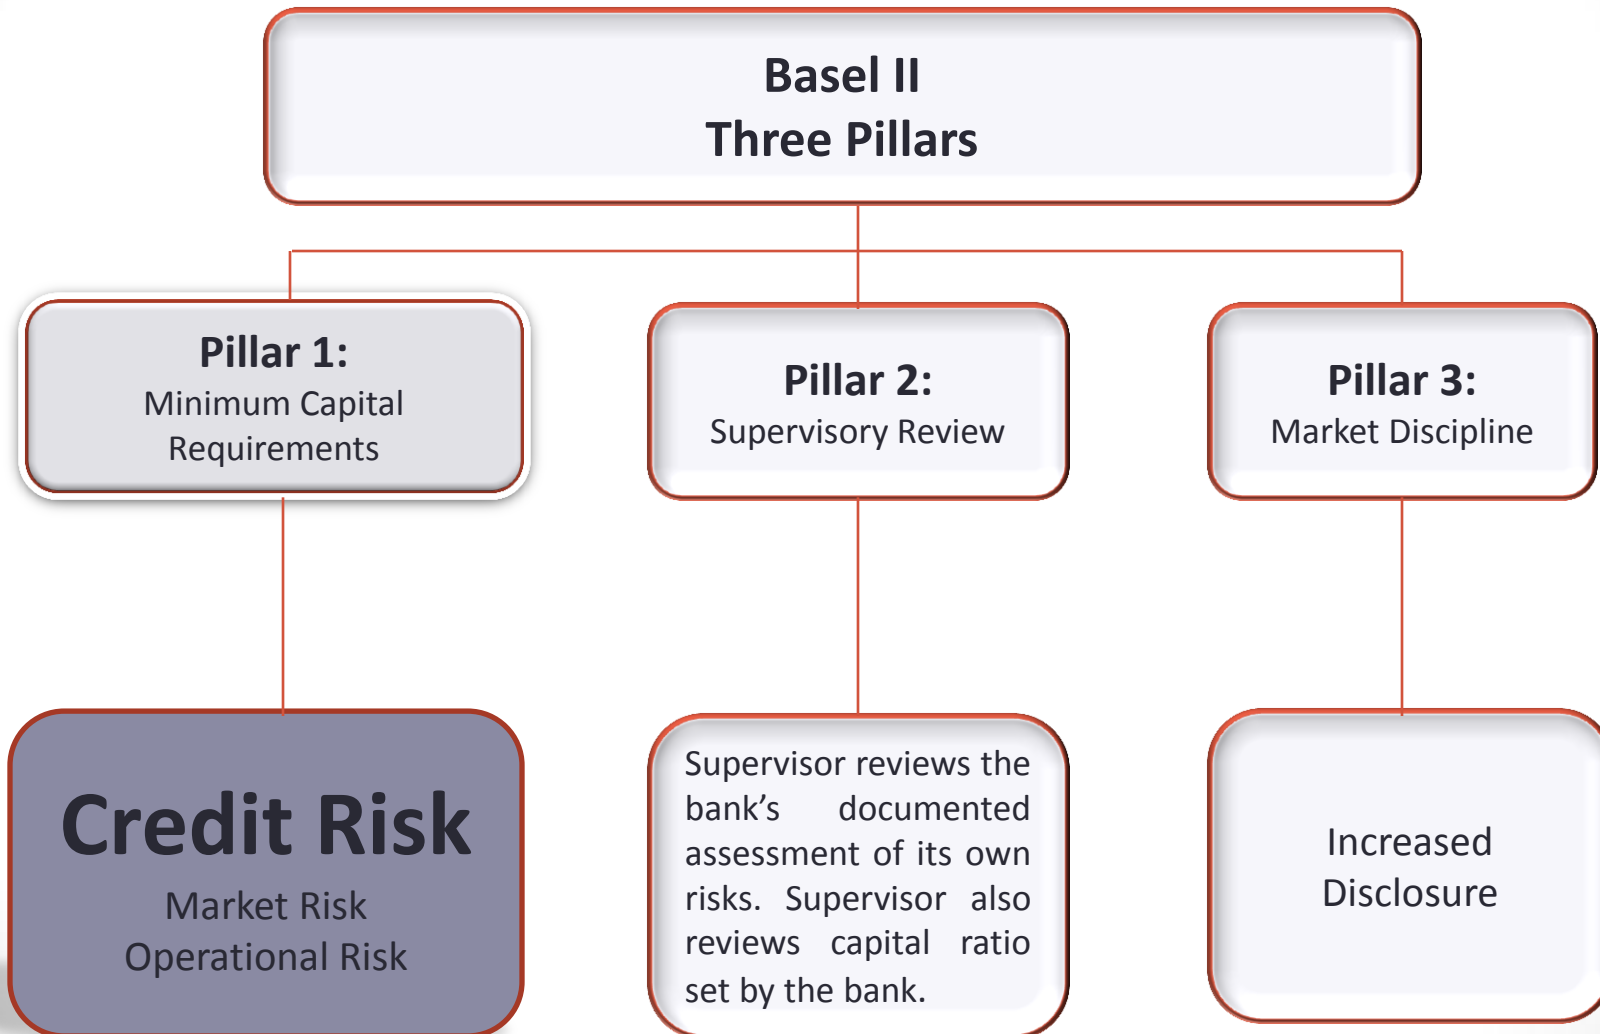 Basel II
Three Pillars
Pillar 1:
Minimum Capital
Requirements
Pillar 2:
Supervisory Review
Pillar 3:
Market Discipline
Credit Risk
Market Risk
Operational Risk
Supervisor reviews the
bank’s documented
assessment of its own
risks. Supervisor also
reviews capital ratio
set by the bank.
Increased
Disclosure